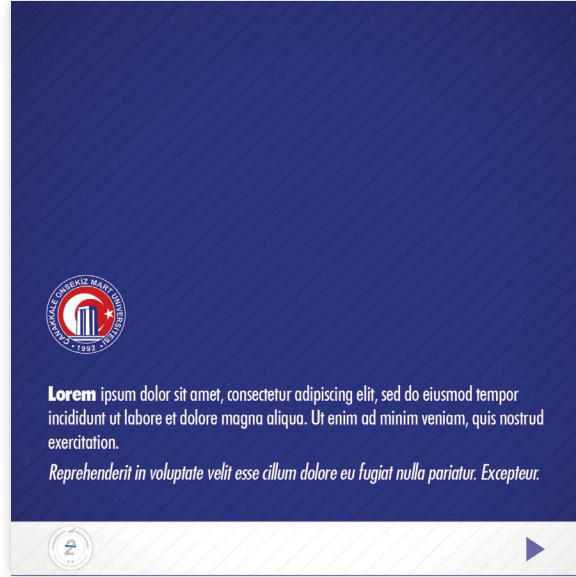 ÇANAKKALE ONSEKİZ MART ÜNİVERSİTESİ
• 1992 •
Lorem ipsum dolor sit amet, consectetur adipiscing elit, sed do eiusmod tempor
incididunt ut labore et dolore magna aliqua. Ut enim ad minim veniam, quis nostrud
exercitation.
Reprehenderit in voluptate velit esse cillum dolore eu fugiat nulla pariatur. Excepteur.
2